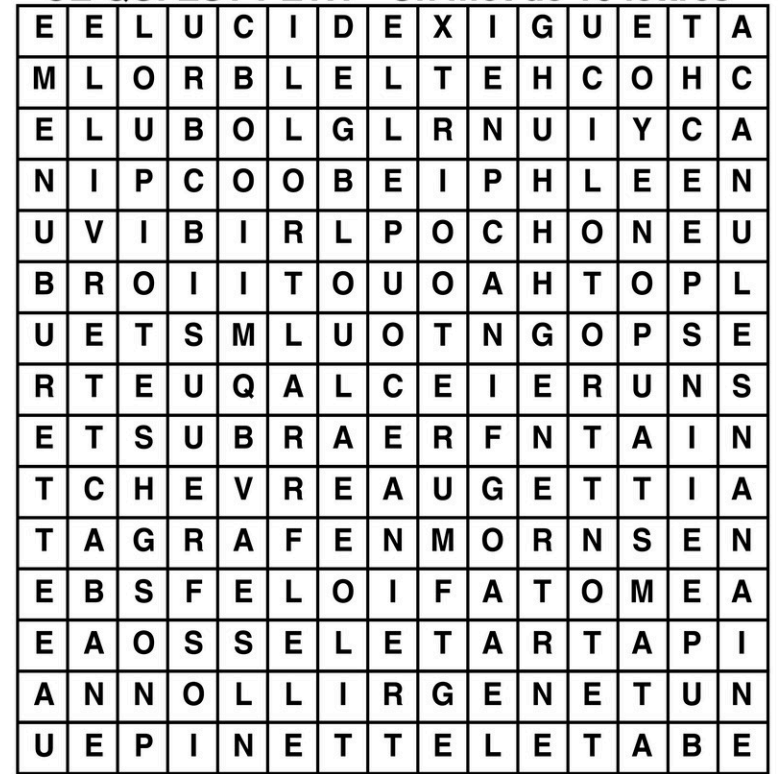 E E L U C I D E X I G U E T A
M L O R B L E L T E H C O H C
E L U B O L G L R N U I Y C A
N I P C O O B E I P H L E E N
U V I B I R L P O C H O N E U
B R O I I T O U O A H T O P L
U E T S M L U O T N G O P S E
R T E U Q A L C E I E R U N S
E T S U B R A E R F N T A I N
T C H E V R E A U G E T T I A
T A G R A F E N M O R N S E N
E B S F E L O I F A T O M E A
E A O S S E L E T A R T A P I
A N N O L L I R G E N E T U N
U E P I N E T T E L E T A B E